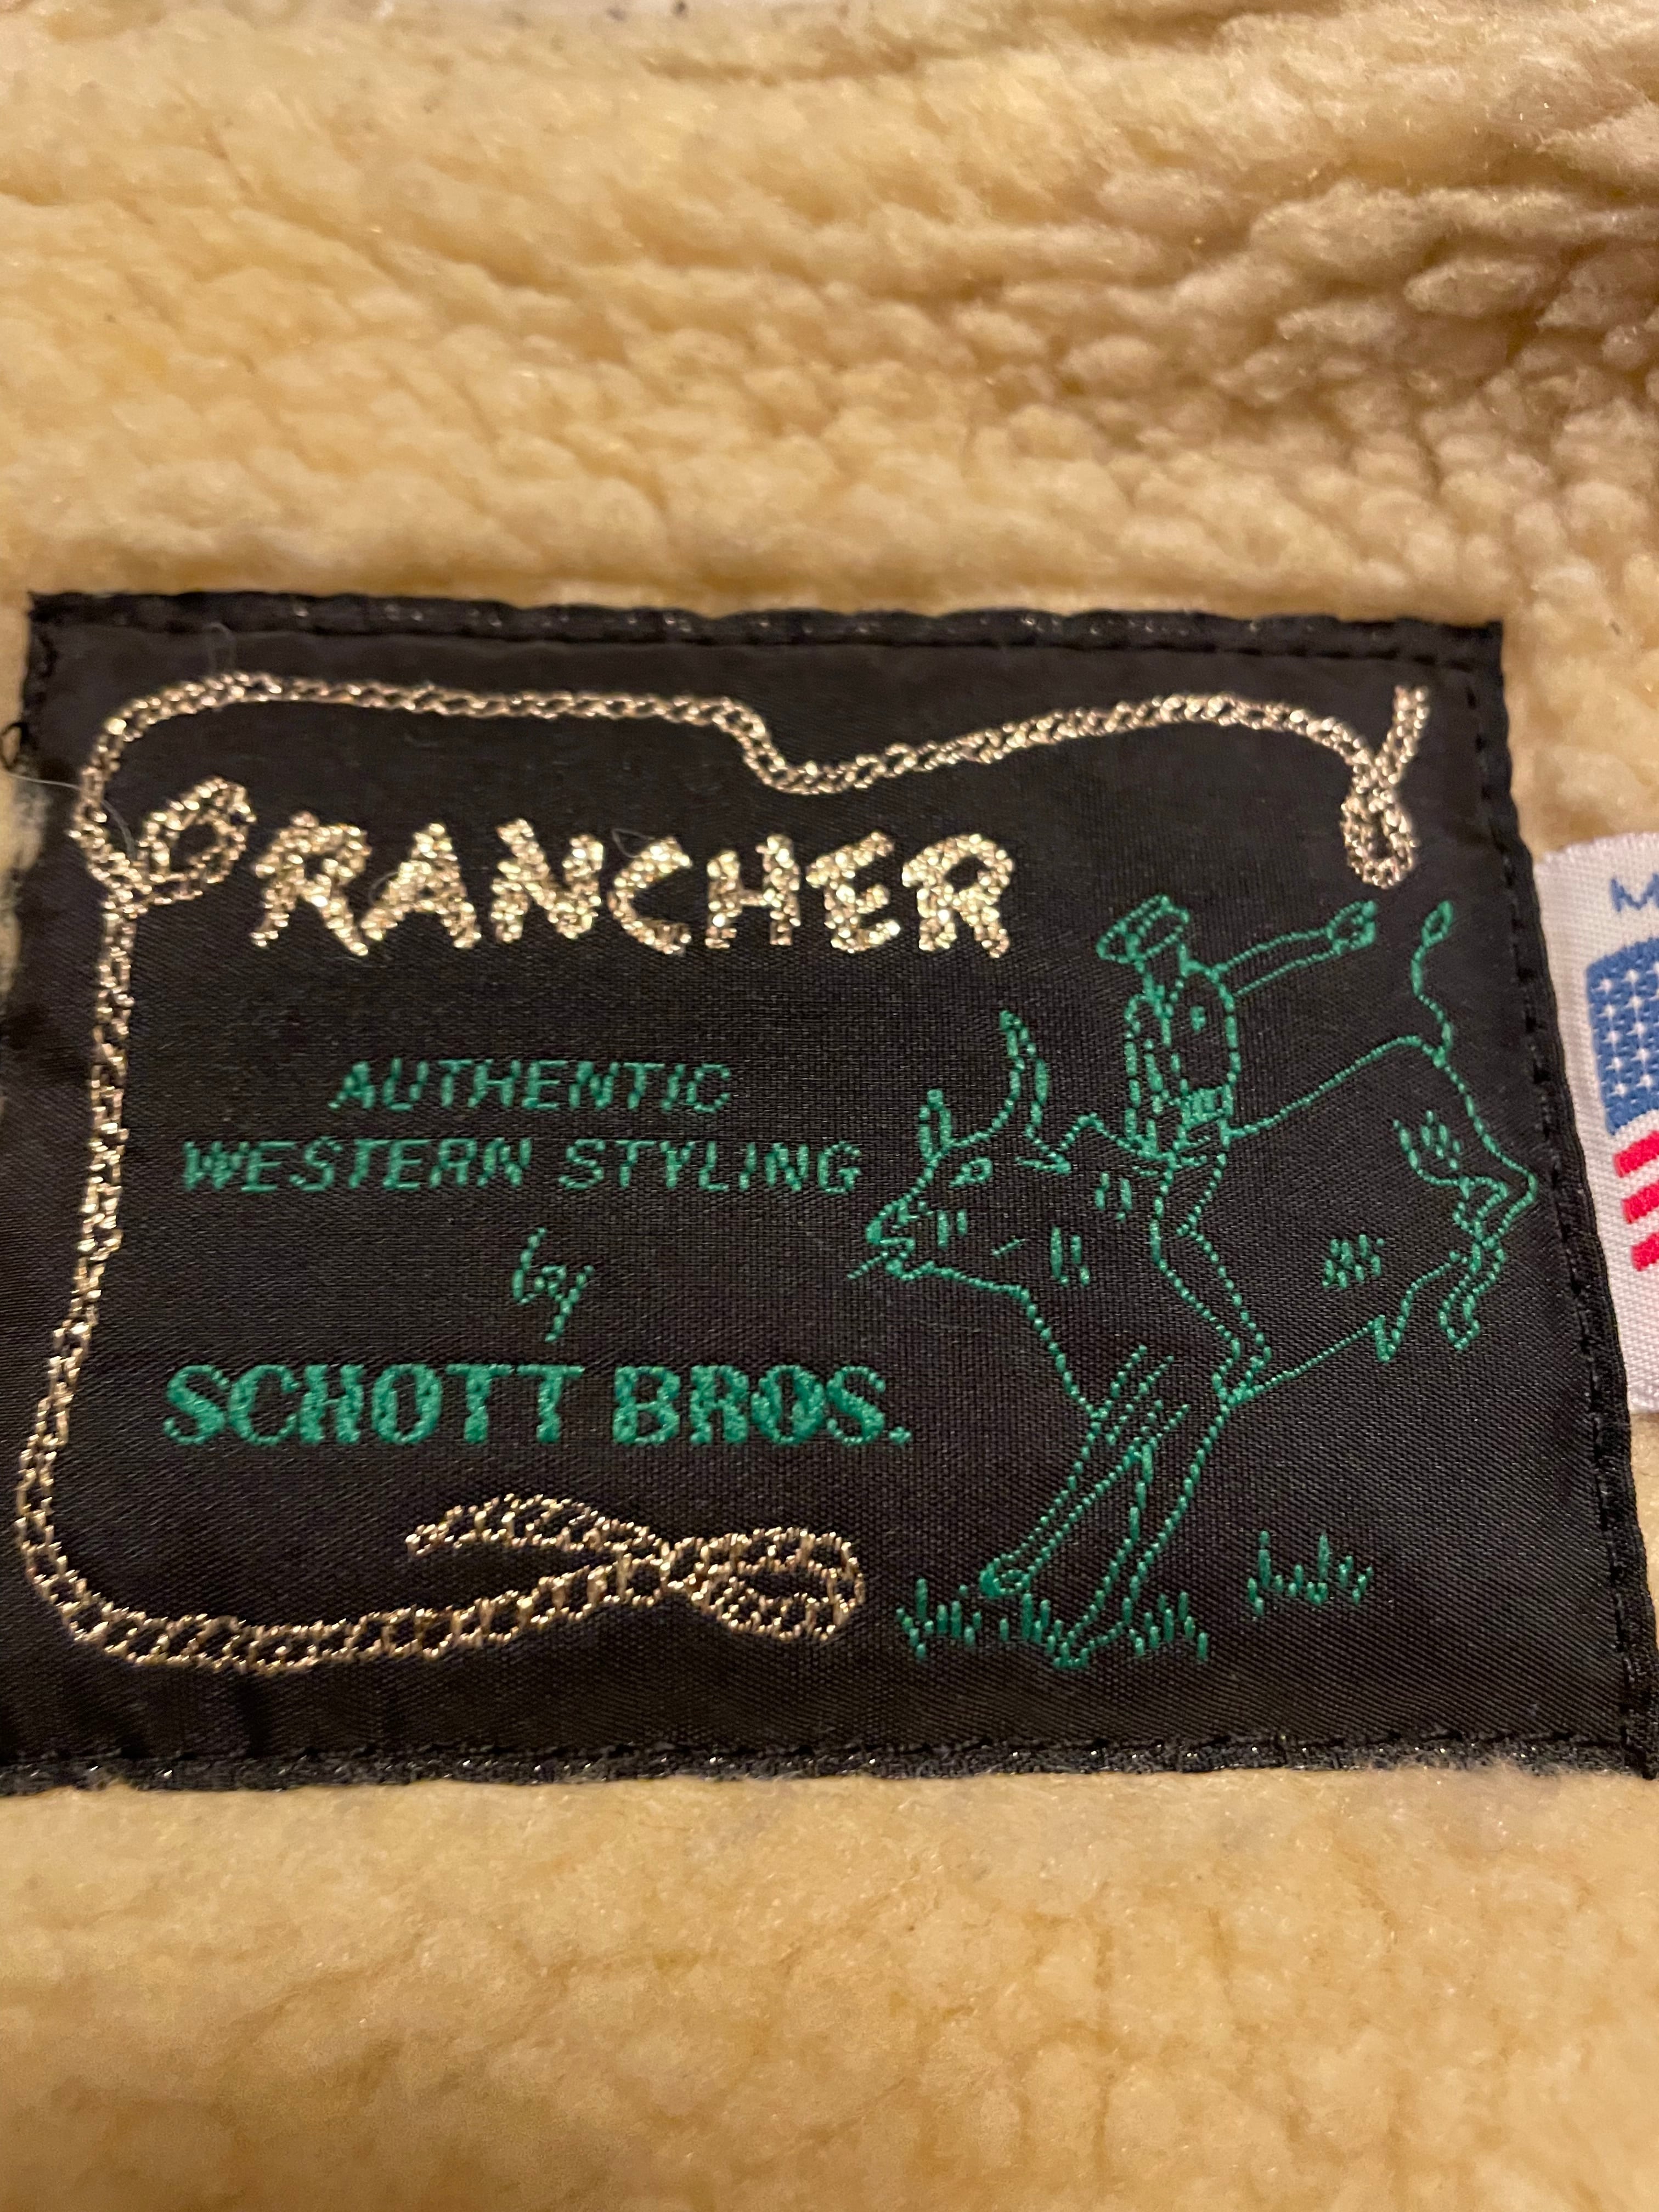 RANCHER
AUTHENTIC
WESTERN STYLING
by
SCHOTT BROS.
M